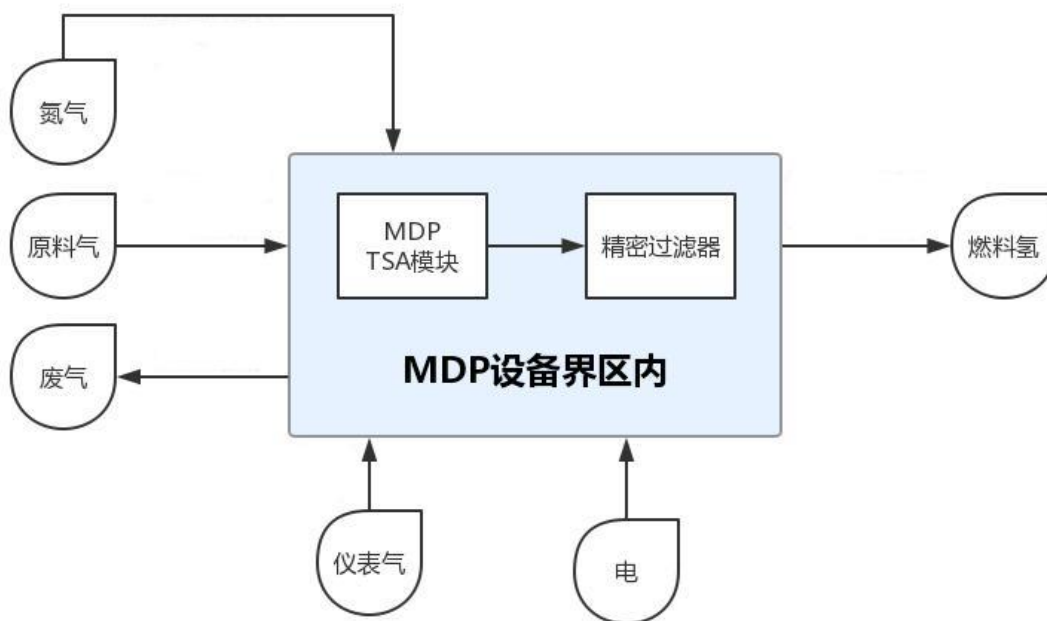 氮气
原料气
MDP
TSA模块
精密过滤器
燃料氢
废气
MDP设备界区内
仪表气
电